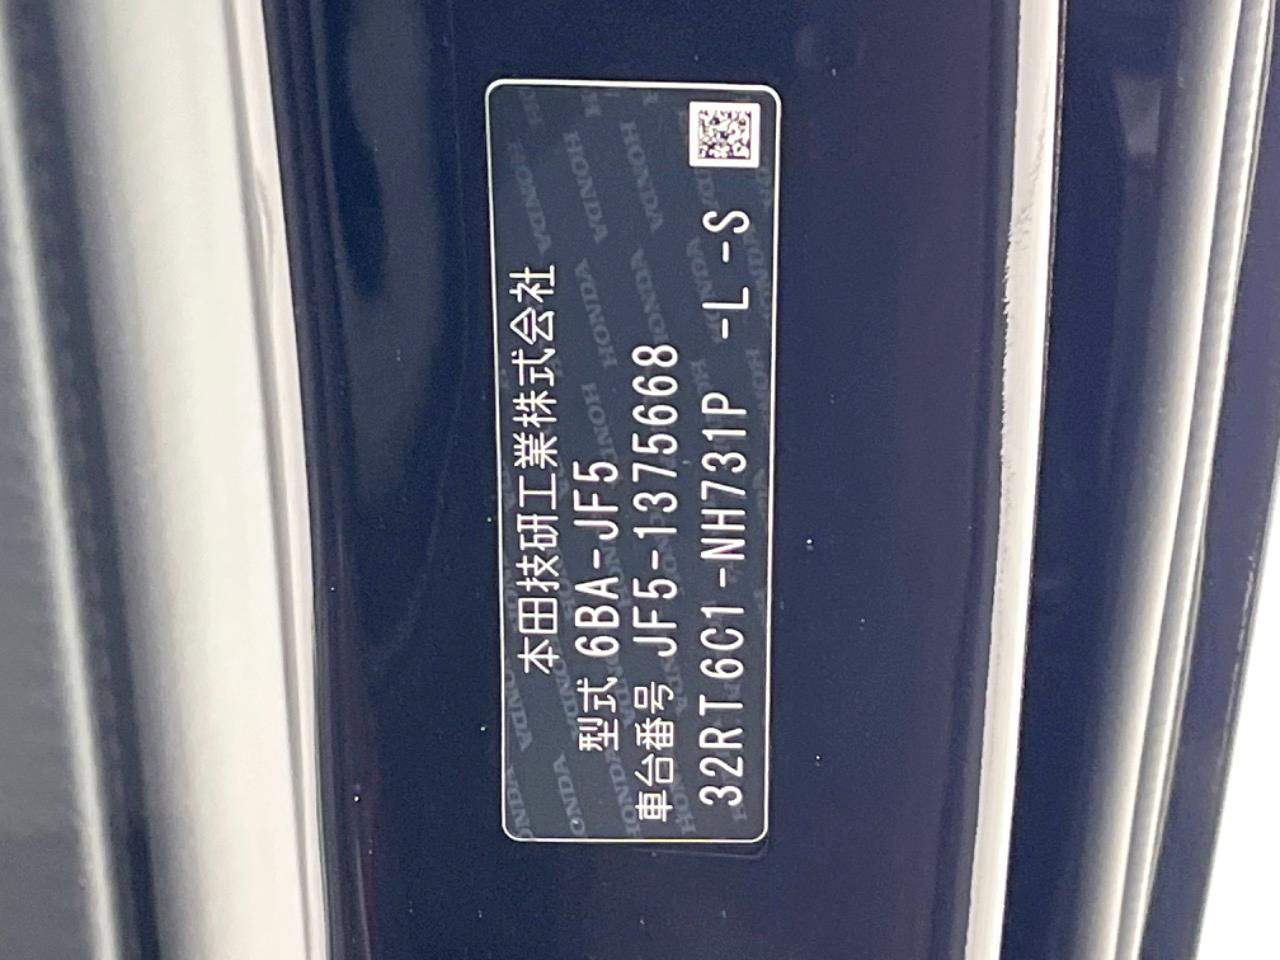 本田技研工業株式会社
型式 6BA-JF5
車台番号 JF5-1375668
32RT6C1-NH731P -L -S